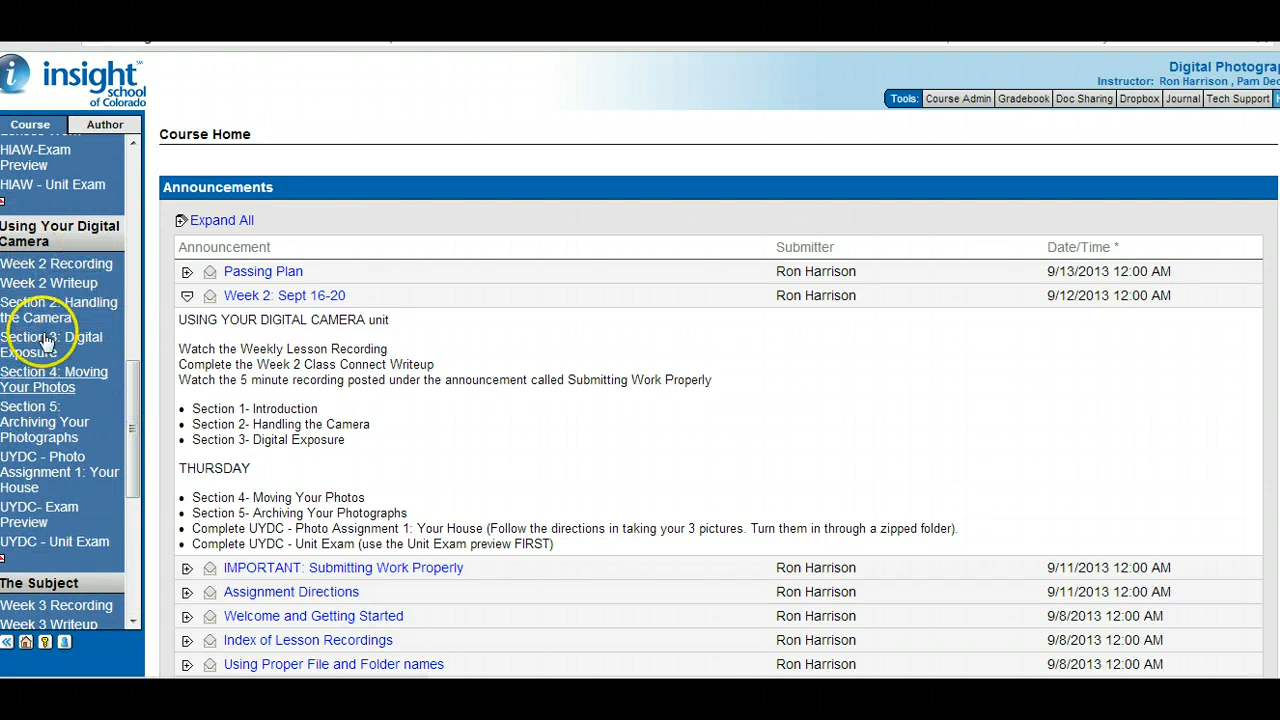 insight
school
of Colorado
Digital Photogra
Instructor: Ron Harrison , Pam
Tools: Course Admin Gradebook Doc Sharing Dropbox Journal Tech Support
Course Author
HIAW-Exam
Preview
HIAW - Unit Exam
Using Your Digital
Camera
Week 2 Recording
Week 2 Writeup
Section 2: Handling
the Camera
Section 3: Digital
Exposure
Section 4: Moving
Your Photos
Section 5:
Archiving Your
Photographs
UYDC - Photo
Assignment 1: Your
House
UYDC- Exam
Preview
UYDC - Unit Exam
The Subject
Week 3 Recording
Week 3 Writeup
Course Home
Announcements
Expand All
Announcement Submitter Date/Time *
Passing Plan Ron Harrison 9/13/2013 12:00 AM
Week 2: Sept 16-20 Ron Harrison 9/12/2013 12:00 AM
USING YOUR DIGITAL CAMERA unit
Watch the Weekly Lesson Recording
Complete the Week 2 Class Connect Writeup
Watch the 5 minute recording posted under the announcement called Submitting Work Properly
• Section 1- Introduction
• Section 2- Handling the Camera
• Section 3- Digital Exposure
THURSDAY
• Section 4- Moving Your Photos
• Section 5- Archiving Your Photographs
• Complete UYDC - Photo Assignment 1: Your House (Follow the directions in taking your 3 pictures. Turn them in through a zipped folder).
• Complete UYDC - Unit Exam (use the Unit Exam preview FIRST)
IMPORTANT: Submitting Work Properly Ron Harrison 9/11/2013 12:00 AM
Assignment Directions Ron Harrison 9/11/2013 12:00 AM
Welcome and Getting Started Ron Harrison 9/8/2013 12:00 AM
Index of Lesson Recordings Ron Harrison 9/8/2013 12:00 AM
Using Proper File and Folder names Ron Harrison 9/8/2013 12:00 AM